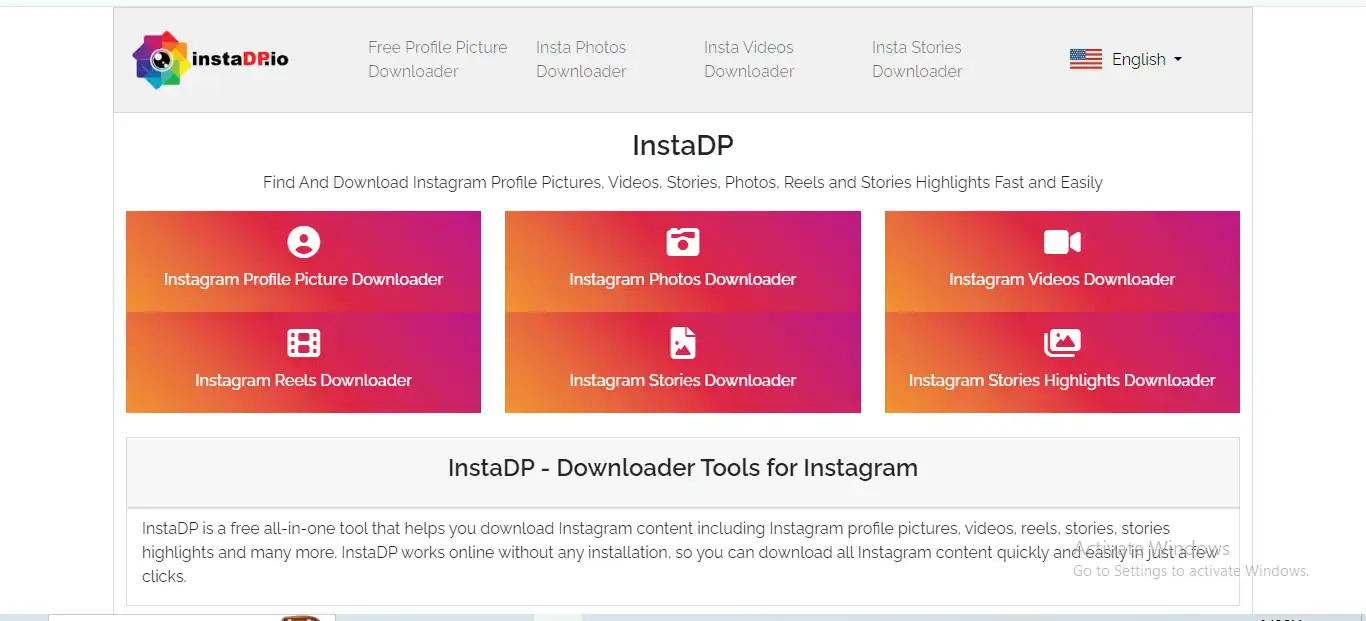 instaDP.io
Free Profile Picture
Downloader
Insta Photos
Downloader
Insta Videos
Downloader
Insta Stories
Downloader
English
InstaDP
Find And Download Instagram Profile Pictures, Videos, Stories, Photos, Reels and Stories Highlights Fast and Easily
Instagram Profile Picture Downloader
Instagram Photos Downloader
Instagram Videos Downloader
Instagram Reels Downloader
Instagram Stories Downloader
Instagram Stories Highlights Downloader
InstaDP - Downloader Tools for Instagram
InstaDP is a free all-in-one tool that helps you download Instagram content including Instagram profile pictures, videos, reels, stories, stories
highlights and many more. InstaDP works online without any installation, so you can download all Instagram content quickly and easily in just a few
clicks.
Activate Windows
Go to Settings to activate Windows.